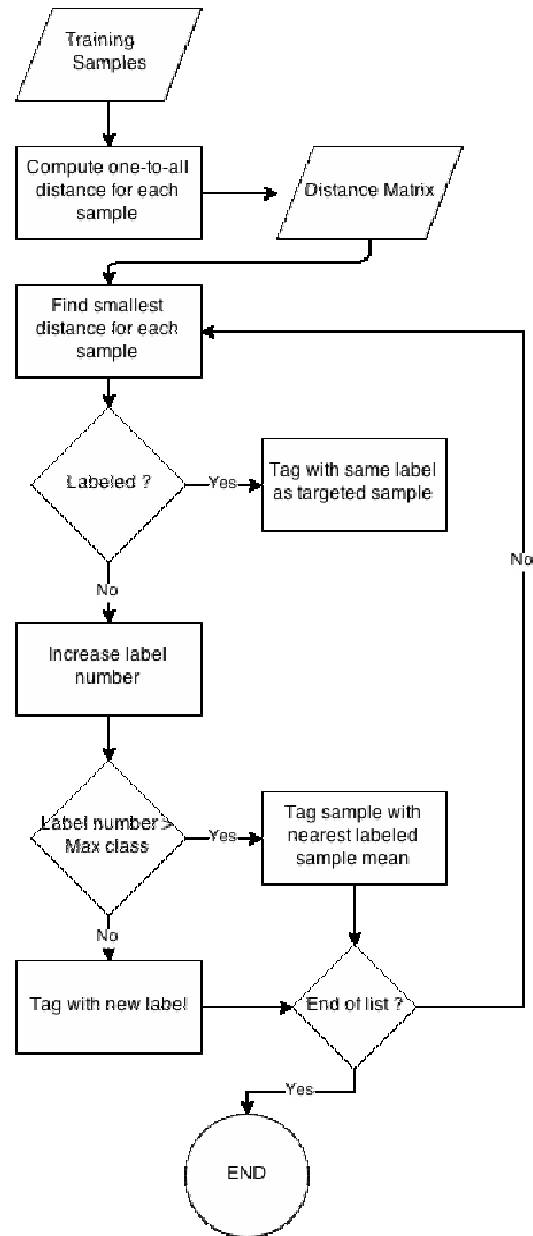 Training
Samples
Compute one-to-all
distance for each
sample
Distance Matrix
Find smallest
distance for each
sample
Labeled ?
Yes
Tag with same label
as targeted sample
No
No
Increase label
number
Label number >
Max class
Yes
Tag sample with
nearest labeled
sample mean
No
Tag with new label
End of list ?
Yes
END